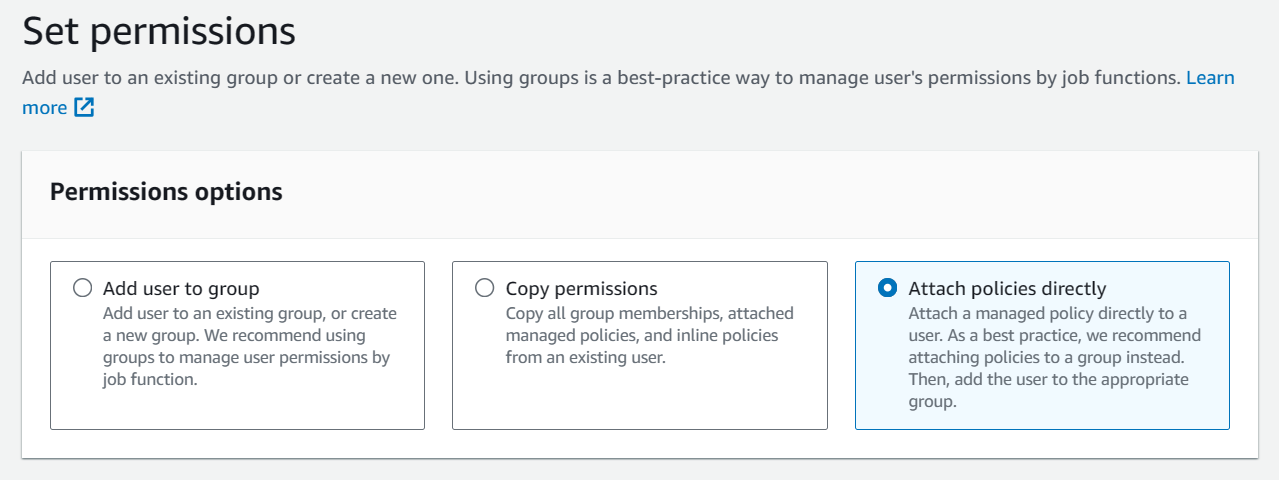 Set permissions
Add user to an existing group or create a new one. Using groups is a best-practice way to manage user's permissions by job functions. Learn
more
Permissions options
Add user to group
Add user to an existing group, or create
a new group. We recommend using
groups to manage user permissions by
job function.
Copy permissions
Copy all group memberships, attached
managed policies, and inline policies
from an existing user.
Attach policies directly
Attach a managed policy directly to a
user. As a best practice, we recommend
attaching policies to a group instead.
Then, add the user to the appropriate
group.